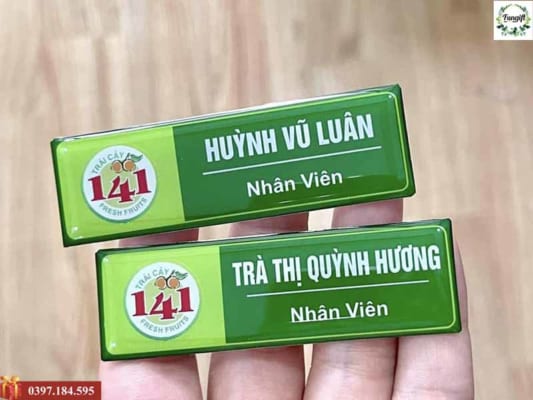 Fungift
TRÁI CÂY
141
FRESH FRUITS
HUỲNH VŨ LUÂN
Nhân Viên
TRÁI CÂY
141
FRESH FRUITS
TRÀ THỊ QUỲNH HƯƠNG
Nhân Viên
0397.184.595